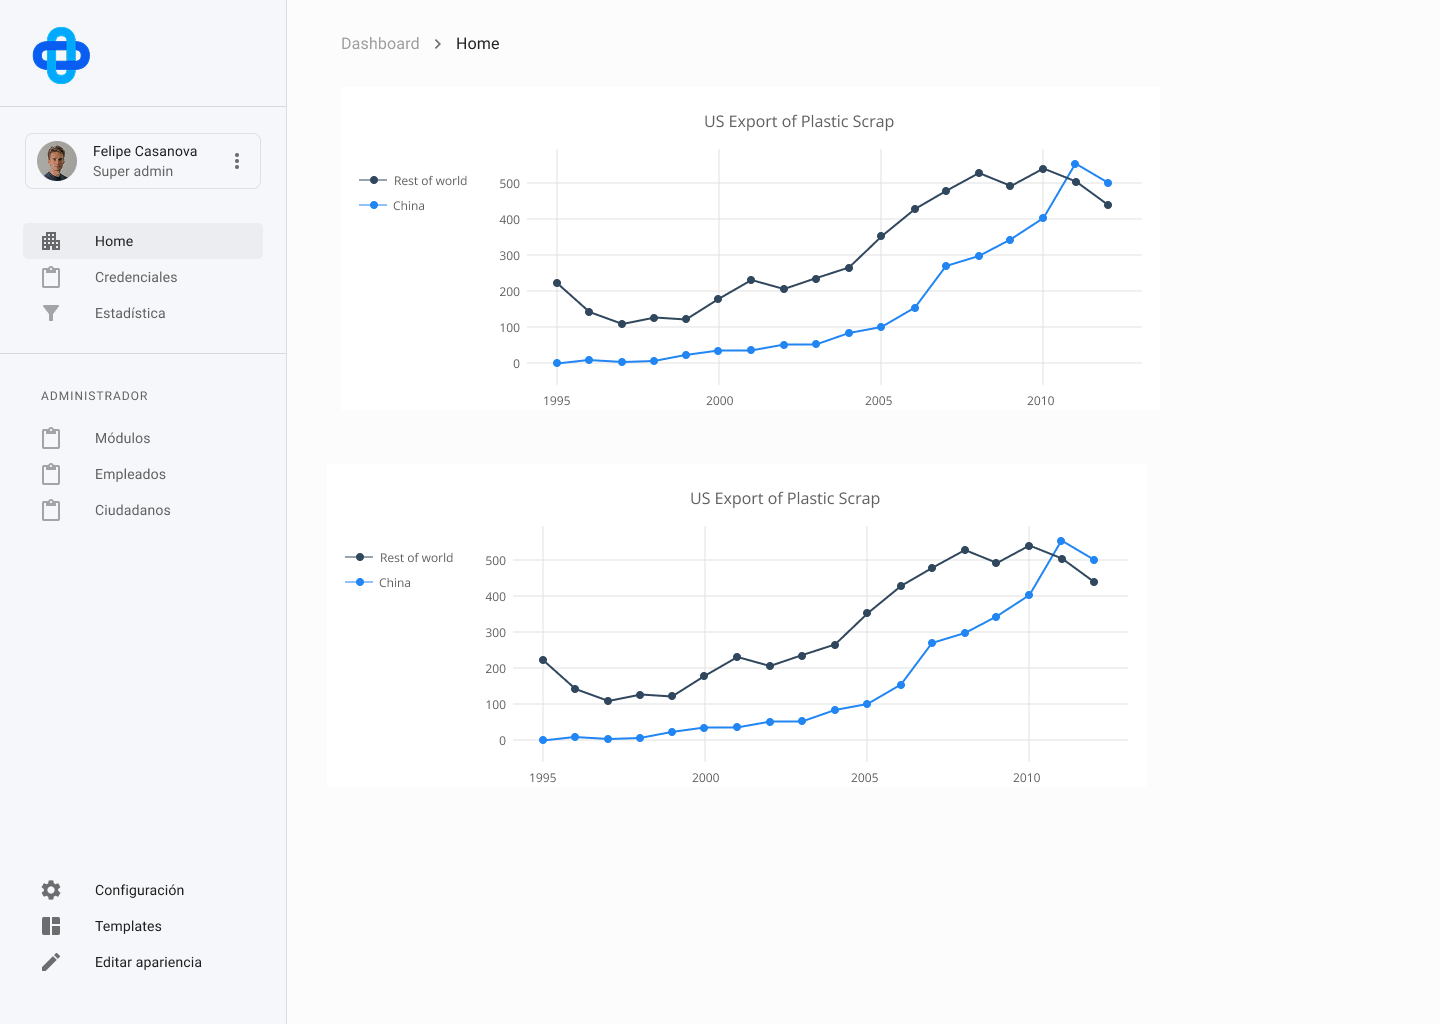 Felipe Casanova
Super admin
Home
Credenciales
Estadística
ADMINISTRADOR
Módulos
Empleados
Ciudadanos
Configuración
Templates
Editar apariencia
Dashboard > Home
US Export of Plastic Scrap
Rest of world
China
500
400
300
200
100
0
1995 2000 2005 2010
US Export of Plastic Scrap
Rest of world
China
500
400
300
200
100
0
1995 2000 2005 2010